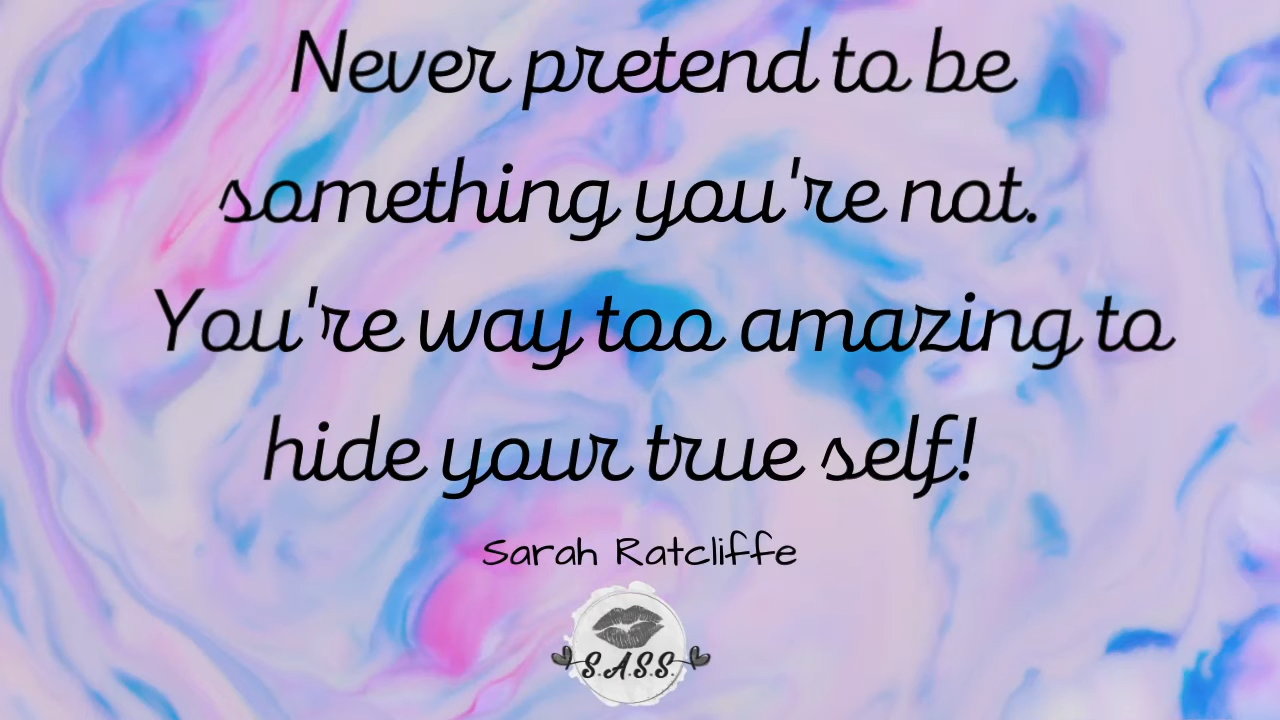 Never pretend to be
something you're not.
You're way too amazing to
hide your true self!
Sarah Ratcliffe
S.A.S.S.